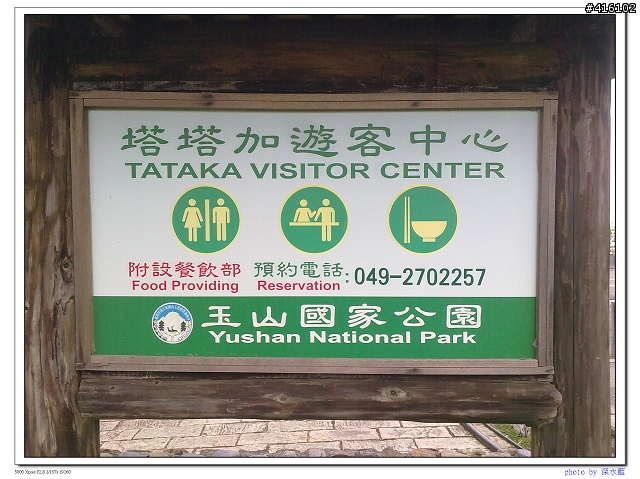 #416102
塔塔加遊客中心
TATAKA VISITOR CENTER
附設餐飲部 預約電話:049-2702257
Food Providing Reservation
玉山國家公園
Yushan National Park
photo by 深水藍